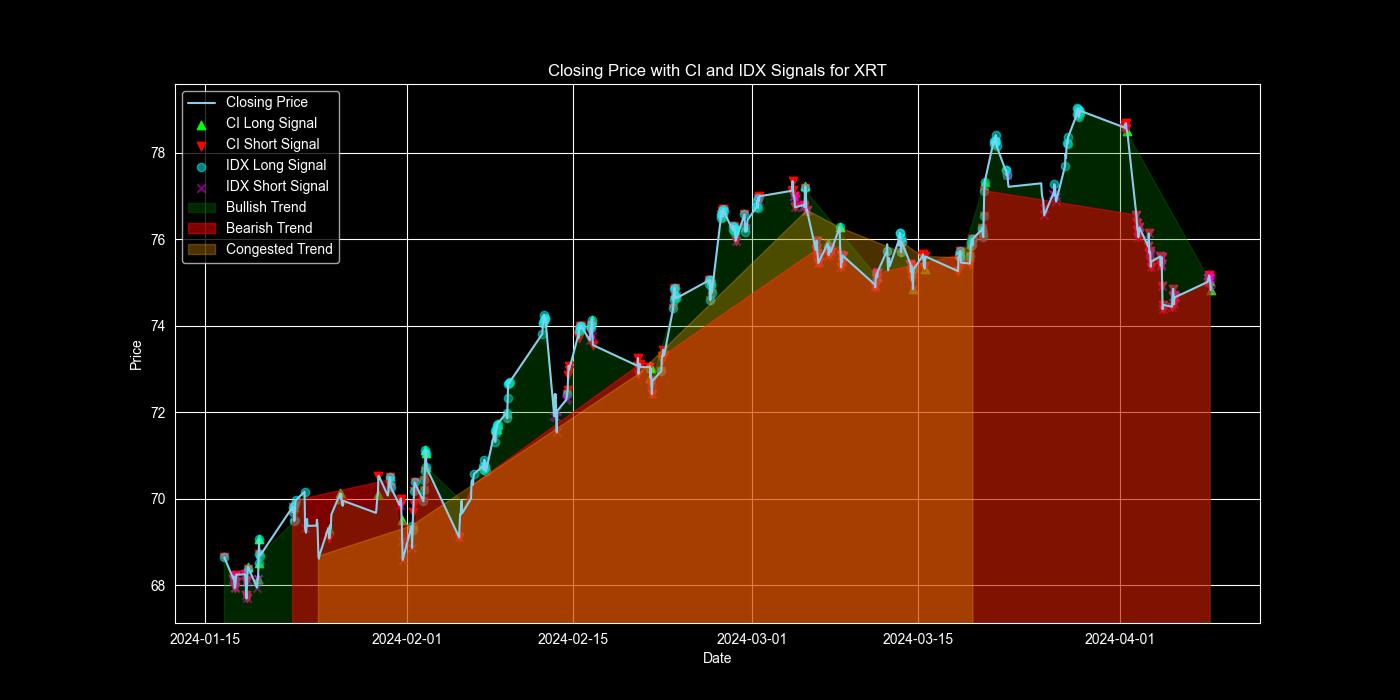 Closing Price with CI and IDX Signals for XRT
Closing Price
CI Long Signal
CI Short Signal
IDX Long Signal
IDX Short Signal
Bullish Trend
Bearish Trend
Congested Trend
Price
78
76
74
72
70
68
2024-01-15
2024-02-01
2024-02-15
2024-03-01
2024-03-15
2024-04-01
Date